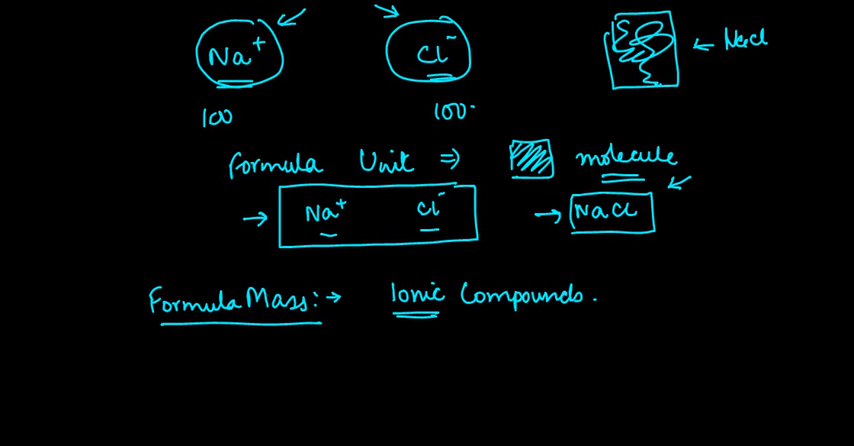 Na+ Cl- ← NaCl
100 100
Formula Unit ⇒ molecule
→ Na+ Cl- → NaCl
Formula Mass:→ Ionic Compounds.